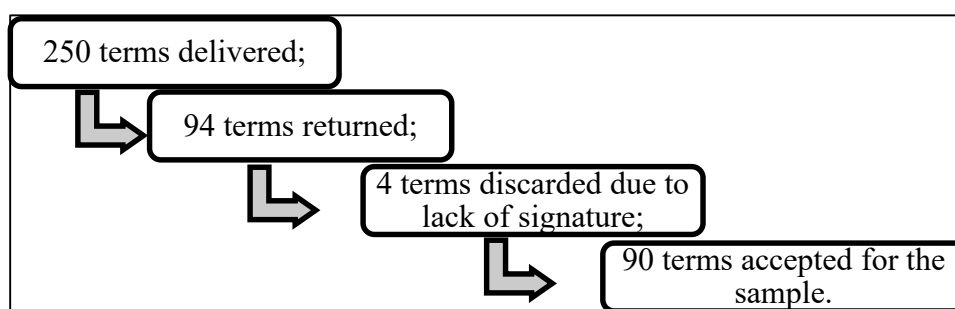 250 terms delivered;
94 terms returned;
4 terms discarded due to
lack of signature;
90 terms accepted for the
sample.